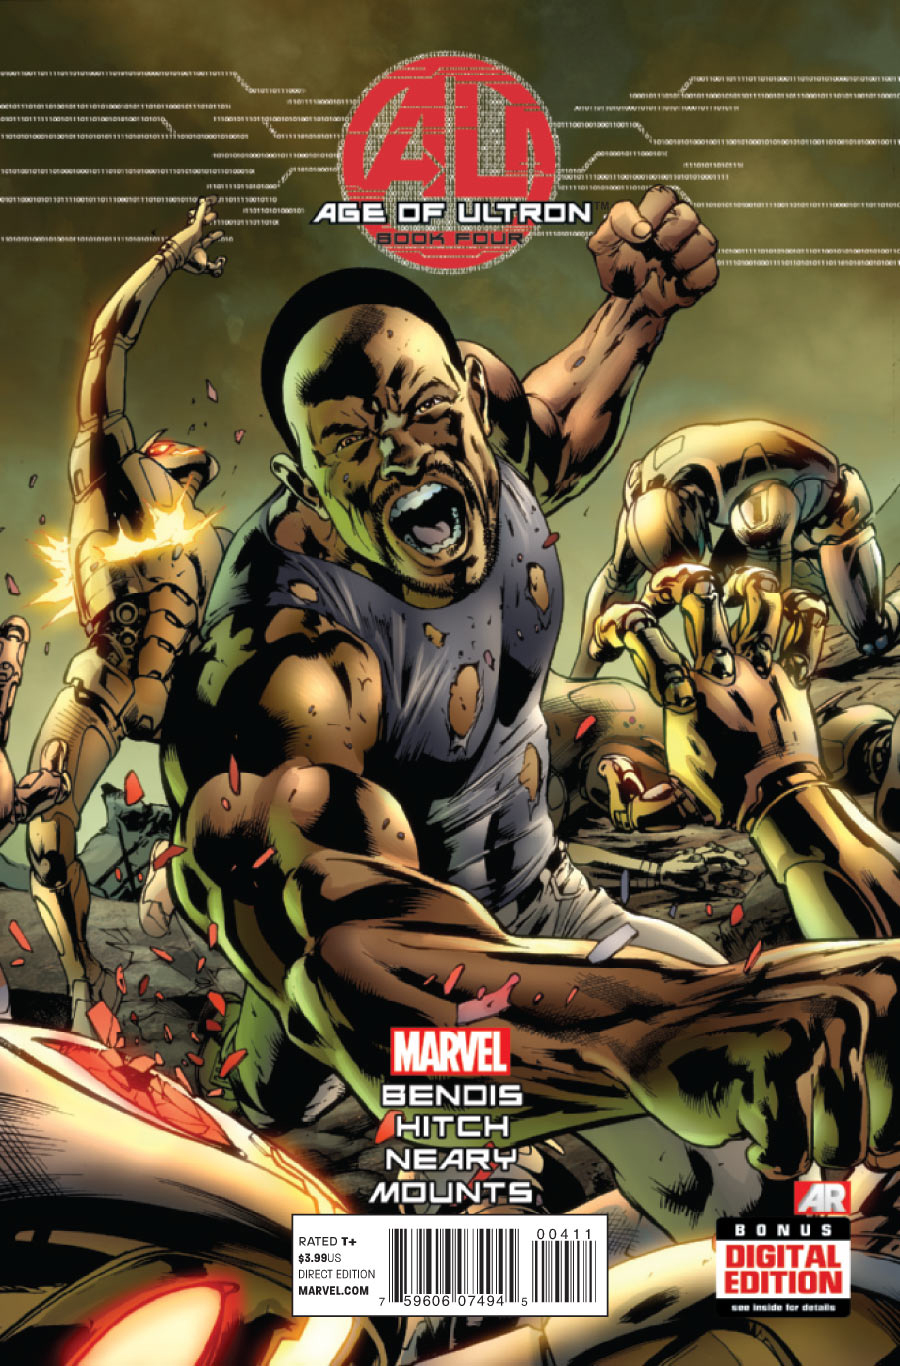 AU
AGE OF ULTRON™
BOOK FOUR
MARVEL
BENDIS
HITCH
NEARY
MOUNTS
RATED T+
$3.99US
DIRECT EDITION
MARVEL.COM
00411
7 59606 07494 5
AR
BONUS
DIGITAL
EDITION
see inside for details